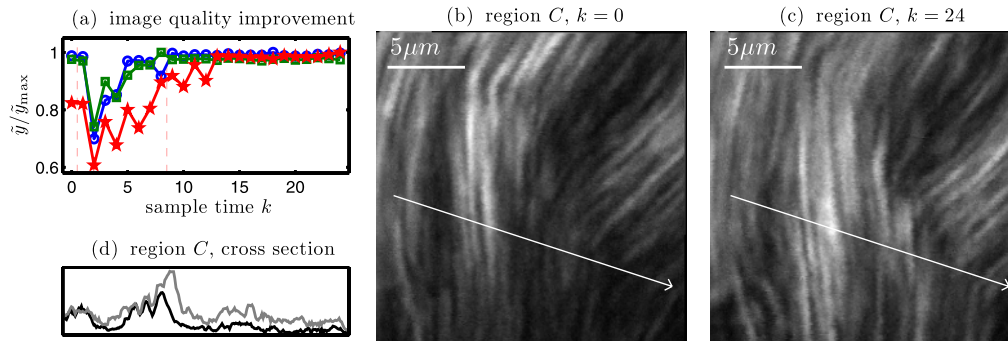 (a) image quality improvement
ỹ/ỹmax
1
0.8
0.6
0 5 10 15 20
sample time k
(d) region C, cross section
(b) region C, k = 0
5μm
(c) region C, k = 24
5μm